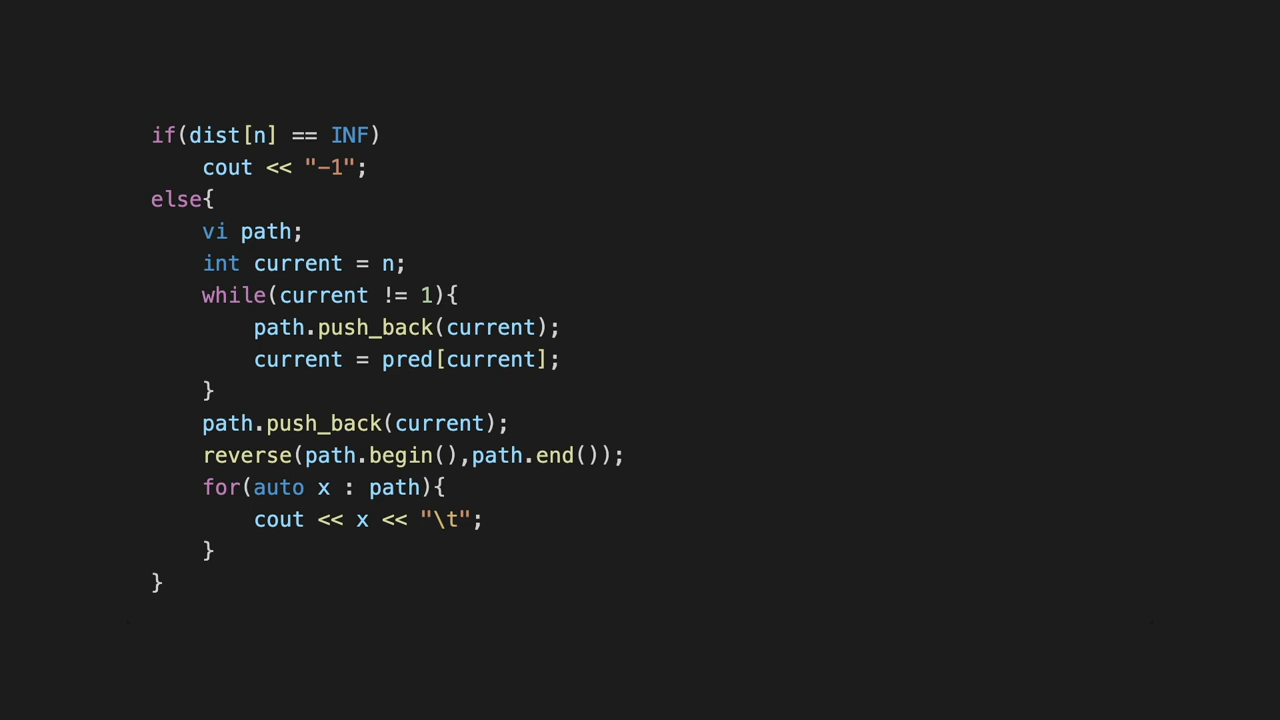 if(dist[n] == INF)
    cout << "-1";
else{
    vi path;
    int current = n;
    while(current != 1){
        path.push_back(current);
        current = pred[current];
    }
    path.push_back(current);
    reverse(path.begin(),path.end());
    for(auto x : path){
        cout << x << "\t";
    }
}